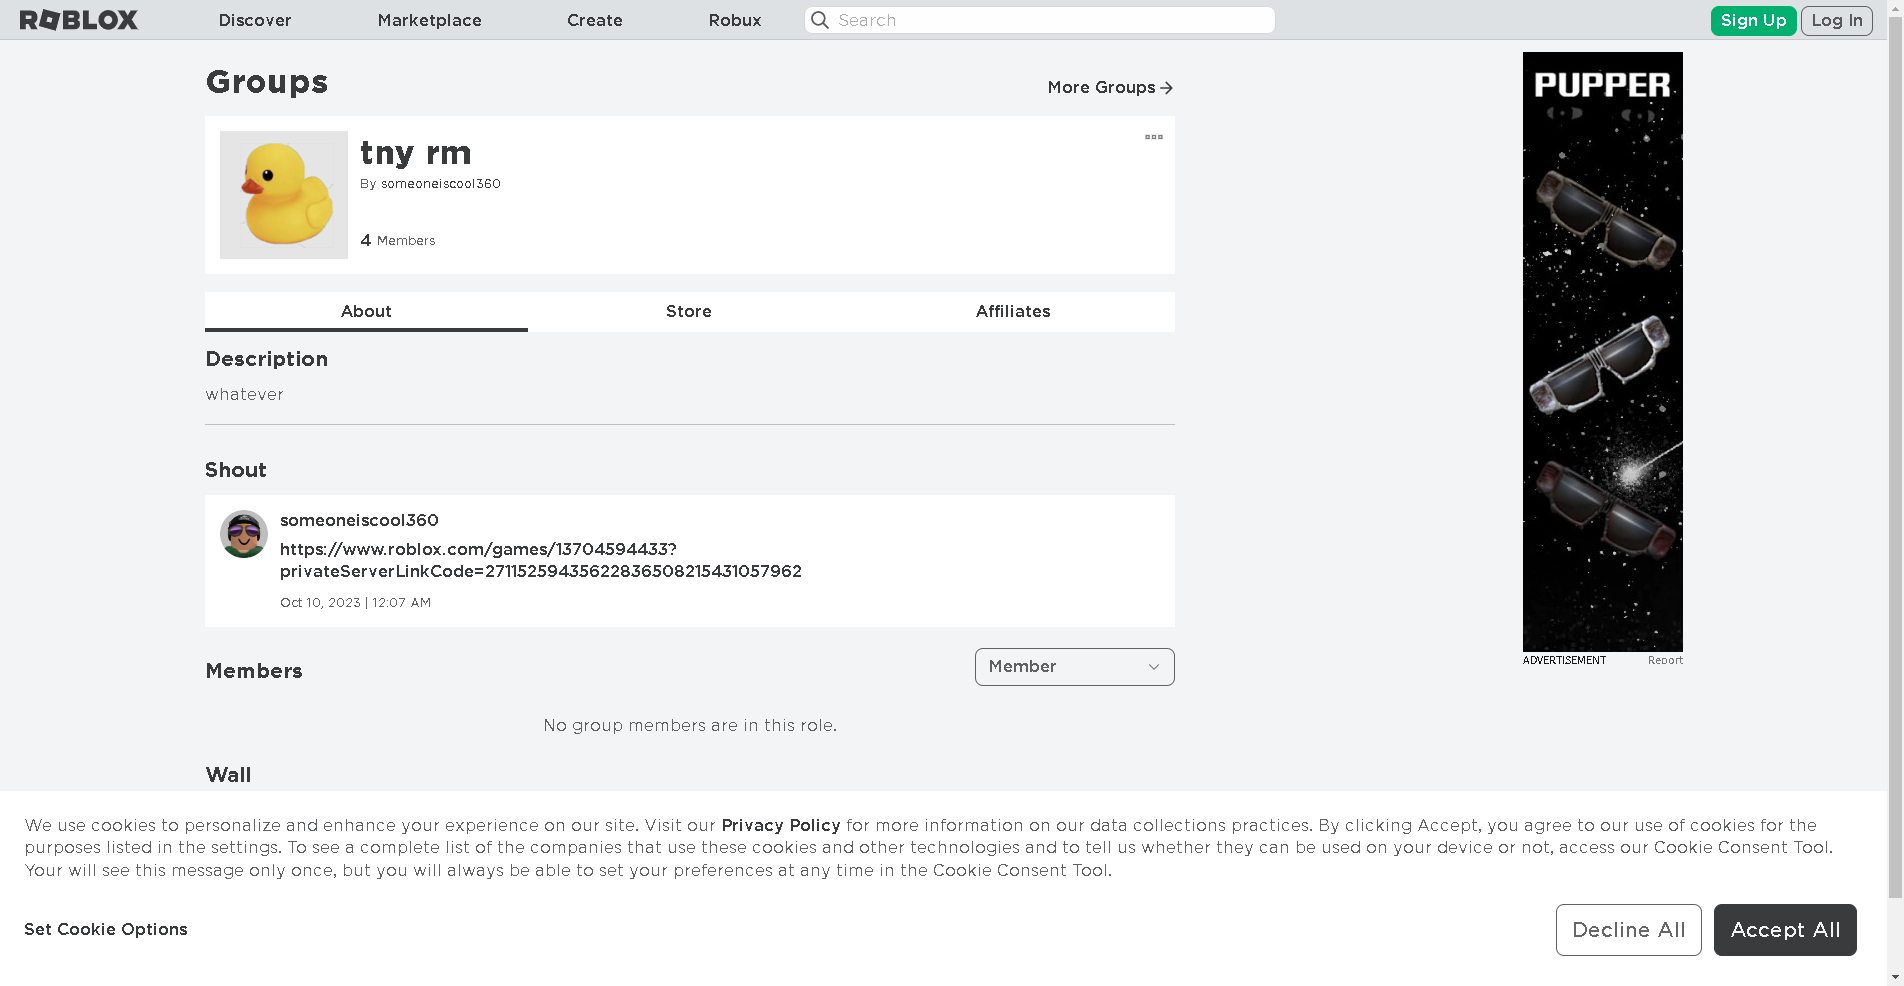 ROBLOX Discover Marketplace Create Robux Search Sign Up Log In
Groups
More Groups
tny rm
By someoneiscool360
4 Members
About Store Affiliates
Description
whatever
Shout
someoneiscool360
https://www.roblox.com/games/13704594433?
privateServerLinkCode=27115259435622836508215431057962
Oct 10, 2023 | 12:07 AM
Members
Member
No group members are in this role.
Wall
PUPPER
ADVERTISEMENT Report
We use cookies to personalize and enhance your experience on our site. Visit our Privacy Policy for more information on our data collections practices. By clicking Accept, you agree to our use of cookies for the
purposes listed in the settings. To see a complete list of the companies that use these cookies and other technologies and to tell us whether they can be used on your device or not, access our Cookie Consent Tool.
Your will see this message only once, but you will always be able to set your preferences at any time in the Cookie Consent Tool.
Set Cookie Options
Decline All
Accept All